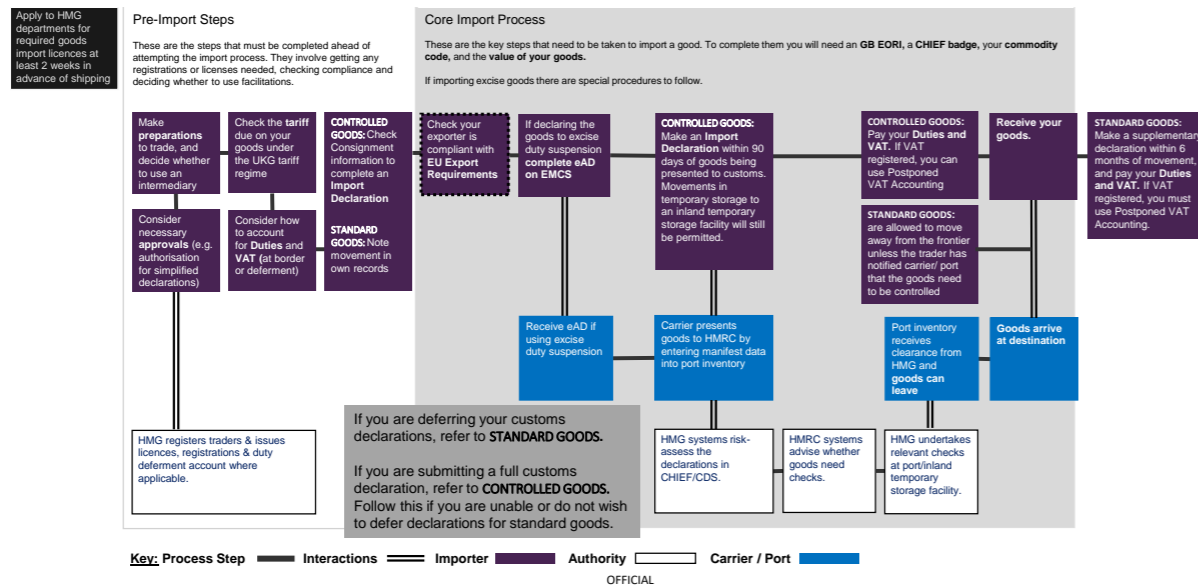 Apply to HMG
departments for
required goods
import licences at
least 2 weeks in
advance of shipping
Pre-Import Steps
These are the steps that must be completed ahead of
attempting the import process. They involve getting any
registrations or licenses needed, checking compliance and
deciding whether to use facilitations.
Core Import Process
These are the key steps that need to be taken to import a good. To complete them you will need an GB EORI, a CHIEF badge, your commodity
code, and the value of your goods.
If importing excise goods there are special procedures to follow.
Make
preparations
to trade, and
decide whether
to use an
intermediary
Check the tariff
due on your
goods under
the UKG tariff
regime
CONTROLLED
GOODS: Check
Consignment
information to
complete an
Import
Declaration
STANDARD
GOODS: Note
movement in
own records
Check your
exporter is
compliant with
EU Export
Requirements
If declaring the
goods to excise
duty suspension
complete eAD
on EMCS
CONTROLLED GOODS:
Make an Import
Declaration within 90
days of goods being
presented to customs.
Movements in
temporary storage to
an inland temporary
storage facility will still
be permitted.
CONTROLLED GOODS:
Pay your Duties and
VAT. If VAT
registered, you can
use Postponed
VAT Accounting
Receive your
goods.
STANDARD GOODS:
Make a supplementary
declaration within 6
months of movement,
and pay your Duties
and VAT. If VAT
registered, you must
use Postponed VAT
Accounting.
Consider
necessary
approvals (e.g.
authorisation
for simplified
declarations)
Consider how to
account
for Duties and
VAT (at border
or deferment)
STANDARD GOODS:
are allowed to move
away from the frontier
unless the trader has
notified carrier/ port
that the goods need
to be controlled
Receive eAD if
using excise
duty suspension
Carrier presents
goods to HMRC by
entering manifest data
into port inventory
Port inventory
receives
clearance from
HMG and
goods can
leave
Goods arrive
at destination
HMG registers traders & issues
licences, registrations & duty
deferment account where
applicable.
If you are deferring your customs
declarations, refer to STANDARD GOODS.
If you are submitting a full customs
declaration, refer to CONTROLLED GOODS.
Follow this if you are unable or do not wish
to defer declarations for standard goods.
HMG systems risk-
assess the
declarations in
CHIEF/CDS.
HMRC systems
advise whether
goods need
checks.
HMG undertakes
relevant checks
at port/inland
temporary
storage facility.
Key: Process Step Interactions Importer Authority Carrier / Port
OFFICIAL